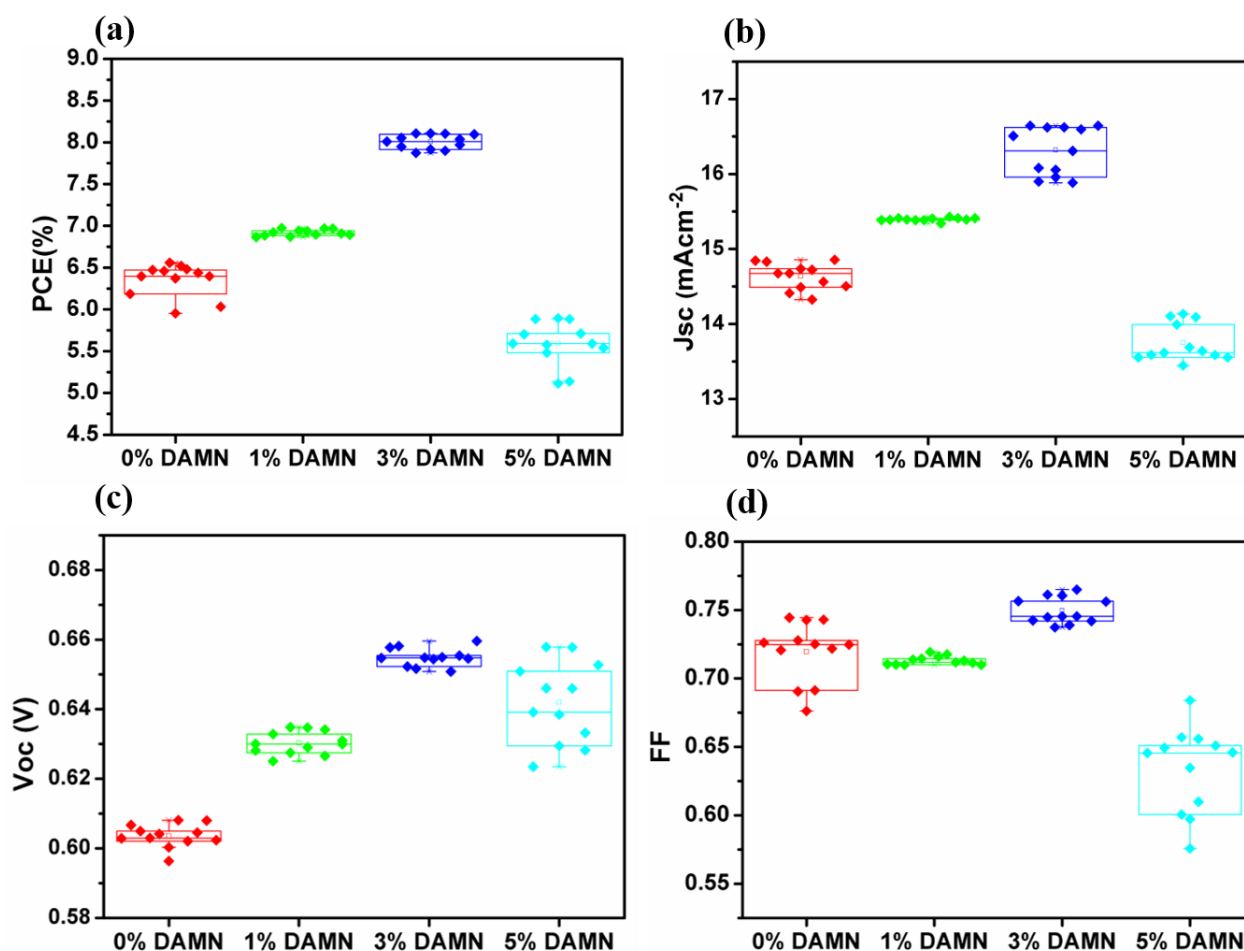 (a)
9.0
8.5
8.0
7.5
7.0
6.5
6.0
5.5
5.0
4.5
PCE(%)
0% DAMN 1% DAMN 3% DAMN 5% DAMN
(b)
17
16
15
14
13
Jsc (mAcm⁻²)
0% DAMN 1% DAMN 3% DAMN 5% DAMN
(c)
0.68
0.66
0.64
0.62
0.60
0.58
Voc (V)
0% DAMN 1% DAMN 3% DAMN 5% DAMN
(d)
0.80
0.75
0.70
0.65
0.60
0.55
FF
0% DAMN 1% DAMN 3% DAMN 5% DAMN